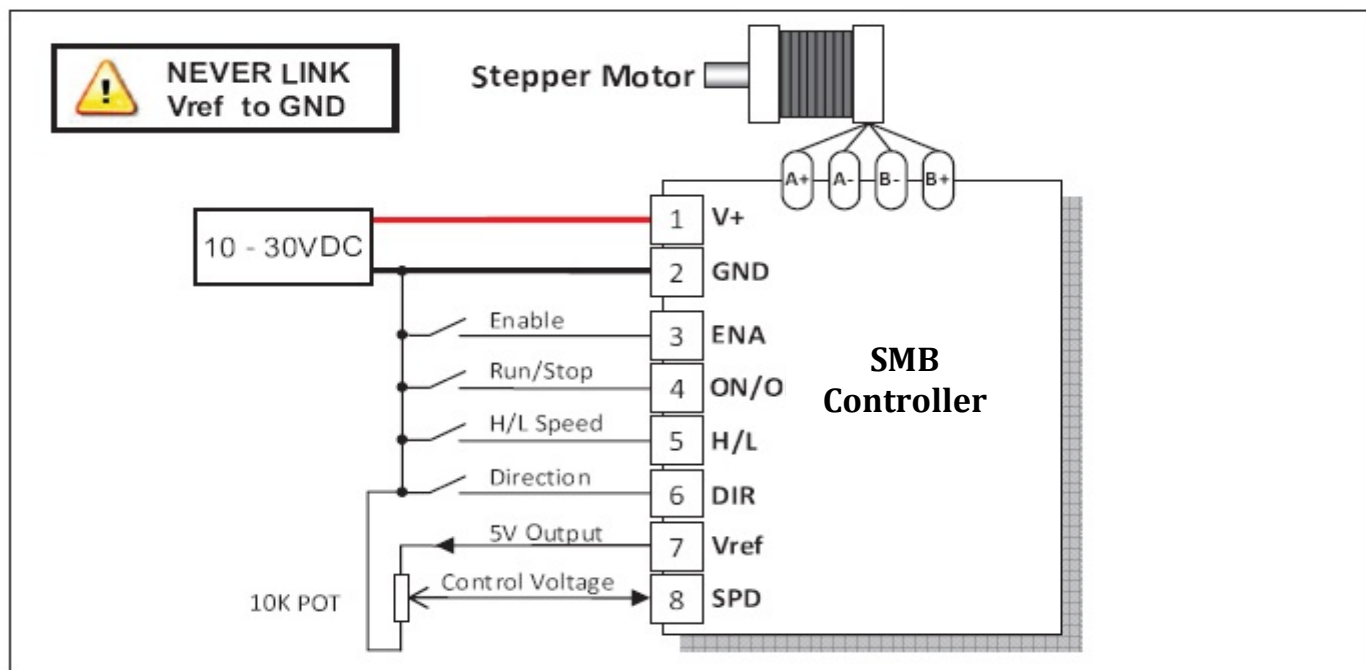 !
NEVER LINK
Vref to GND
Stepper Motor
A+ A- B- B+
10 - 30VDC
1 V+
2 GND
Enable 3 ENA
Run/Stop 4 ON/O
H/L Speed 5 H/L
Direction 6 DIR
5V Output 7 Vref
Control Voltage 8 SPD
10K POT
SMB
Controller